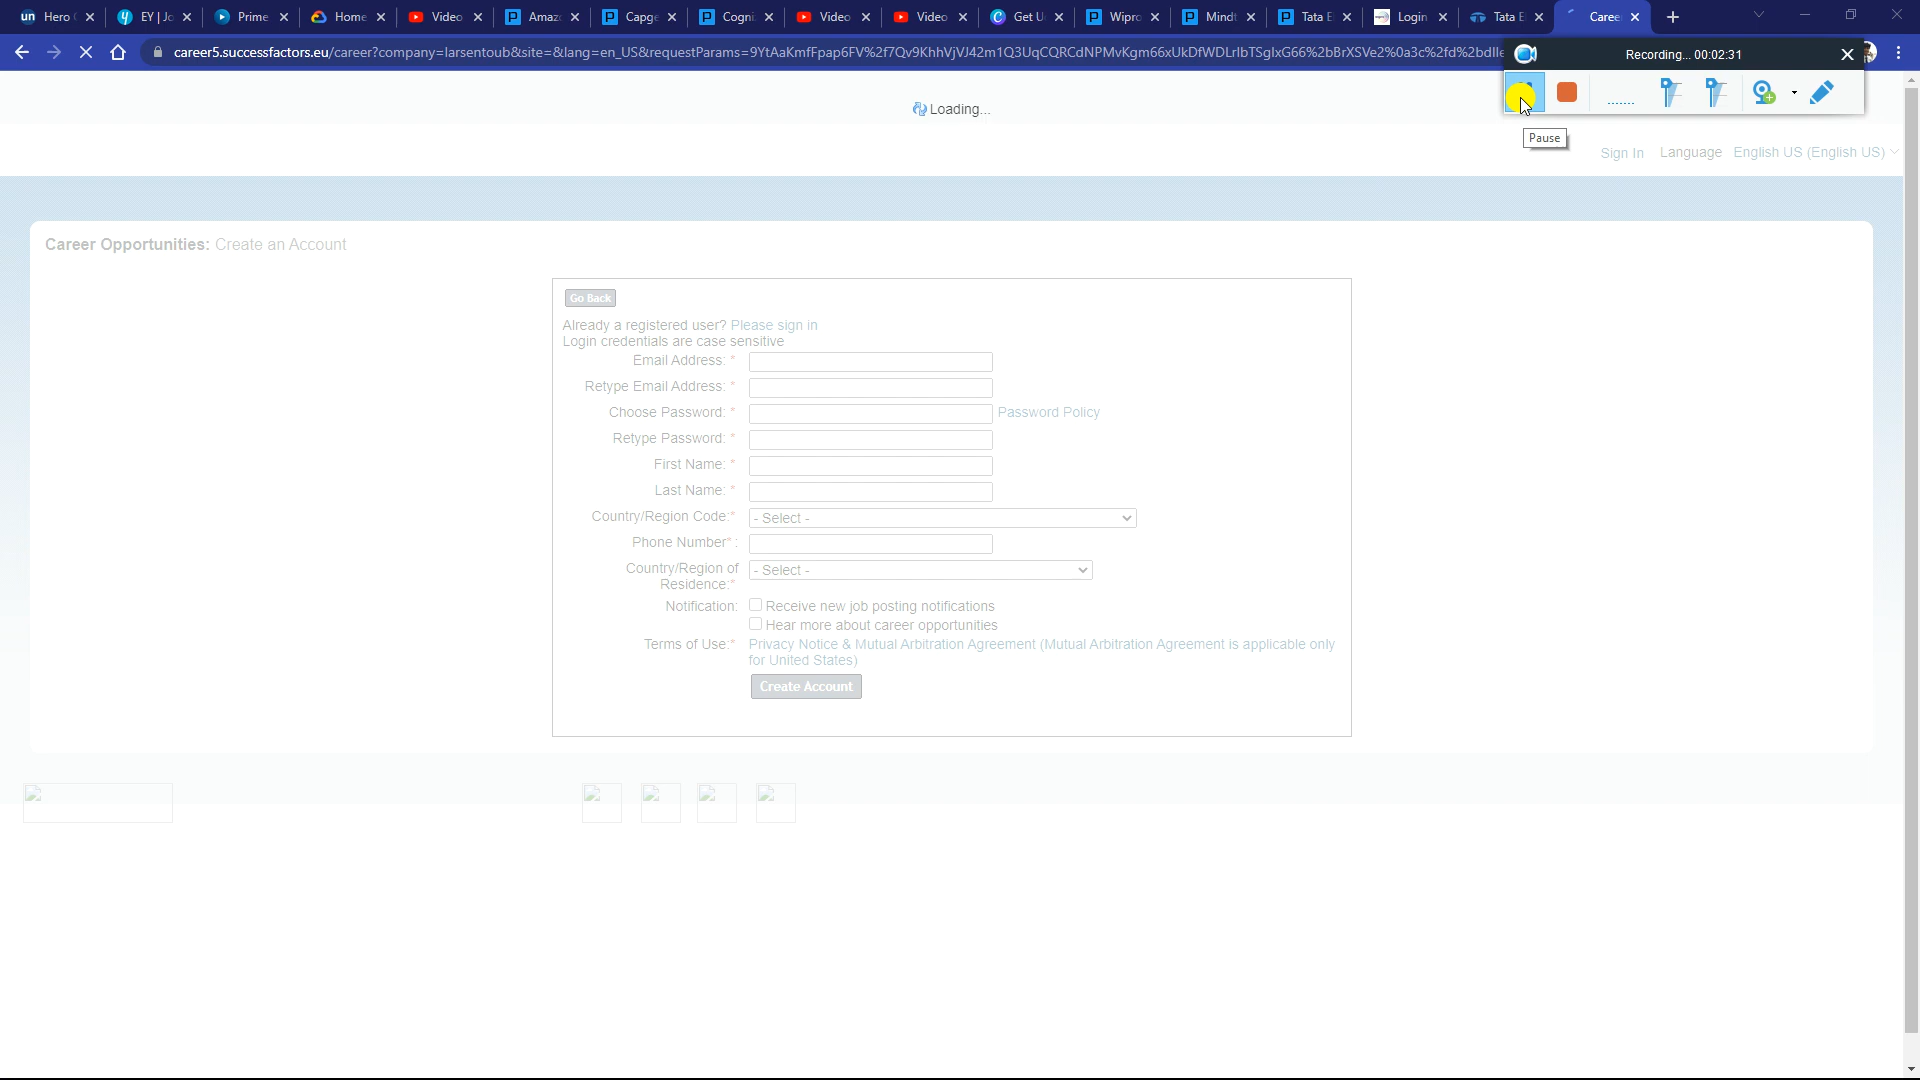 Hero
EY | Jo
Prime
Home
Video
Amaz
Capge
Cogni
Video
Video
Get U
Wipro
Mindt
Tata E
Login
Tata E
Caree
career5.successfactors.eu/career?company=larsentoub&site=&lang=en_US&requestParams=9YtAaKmfFpap6FV%2f7Qv9KhhVjVJ42m1Q3UqCQRCdNPMvKgm66xUkDfWDLrIbTSgIxG66%2bBrXSVe2%0a3c%2fd%2bdlle
Recording... 00:02:31
Loading...
Pause
Sign In Language English US (English US)
Career Opportunities: Create an Account
Go Back
Already a registered user? Please sign in
Login credentials are case sensitive
Email Address: *
Retype Email Address: *
Choose Password: * Password Policy
Retype Password: *
First Name: *
Last Name: *
Country/Region Code:* - Select -
Phone Number* :
Country/Region of Residence:* - Select -
Notification: Receive new job posting notifications
Hear more about career opportunities
Terms of Use:* Privacy Notice & Mutual Arbitration Agreement (Mutual Arbitration Agreement is applicable only
for United States)
Create Account